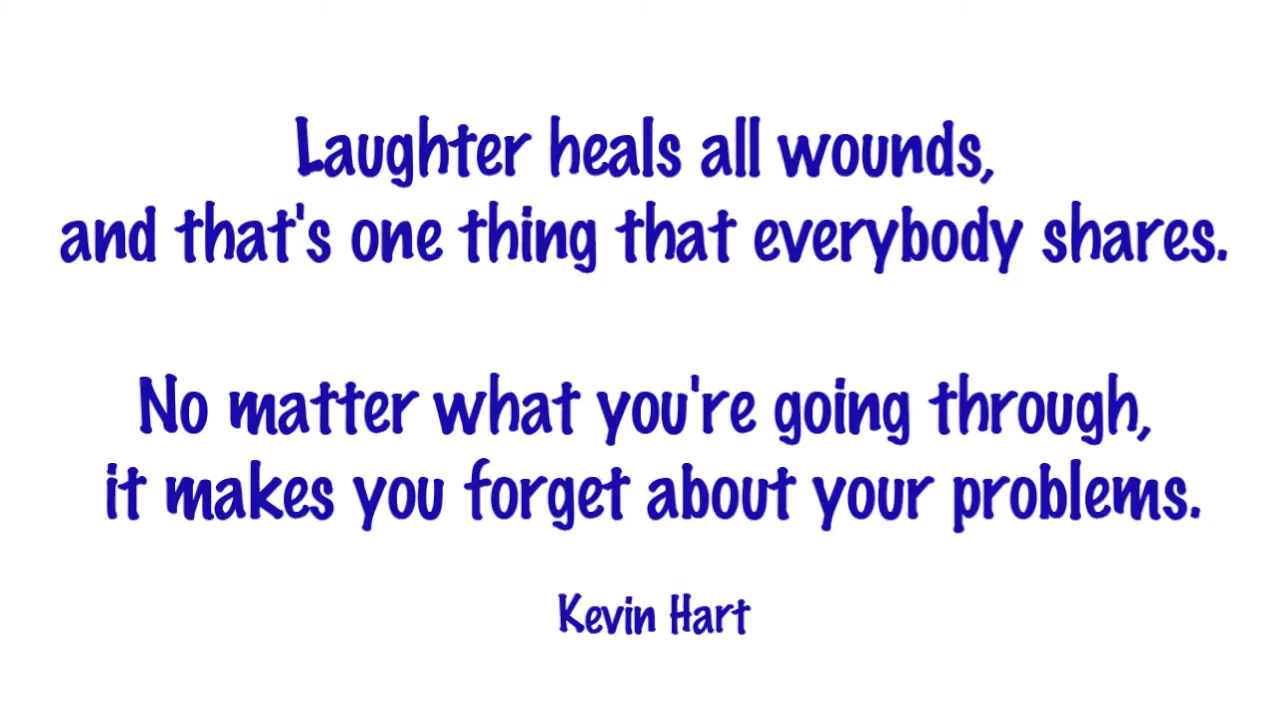 Laughter heals all wounds,
and that's one thing that everybody shares.
No matter what you're going through,
it makes you forget about your problems.
Kevin Hart